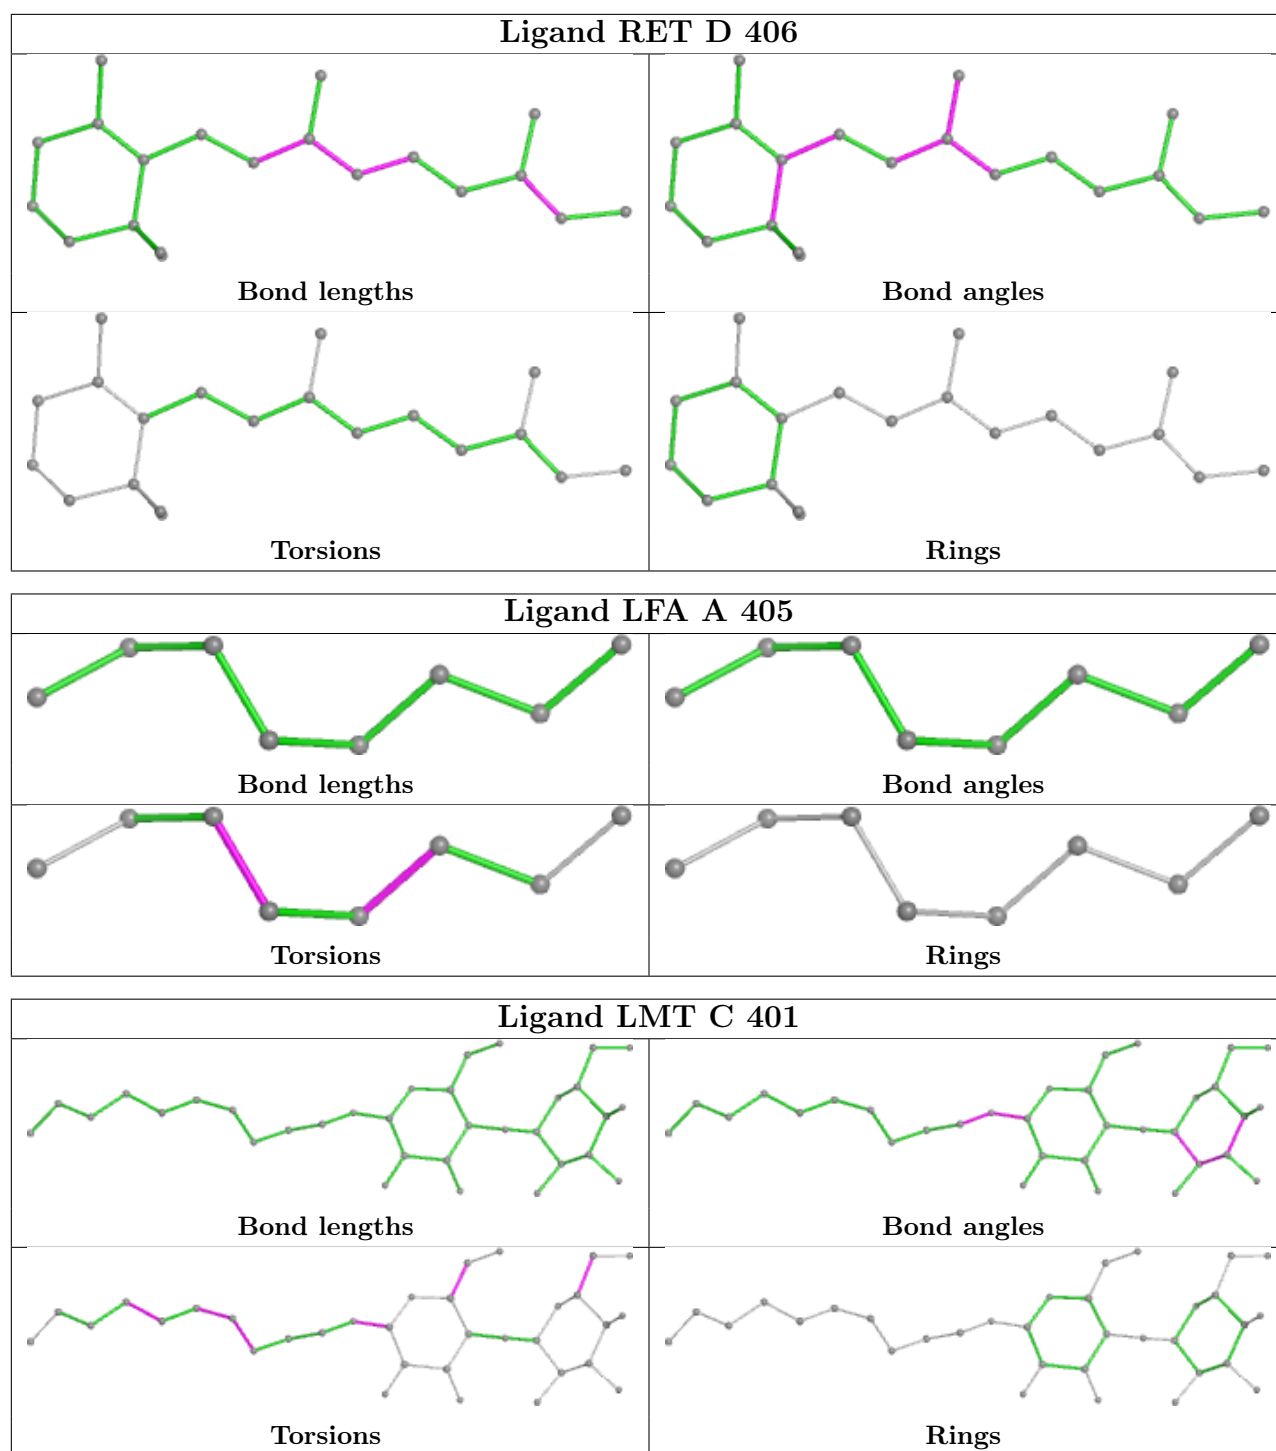 Ligand RET D 406
Bond lengths
Bond angles
Torsions
Rings
Ligand LFA A 405
Bond lengths
Bond angles
Torsions
Rings
Ligand LMT C 401
Bond lengths
Bond angles
Torsions
Rings